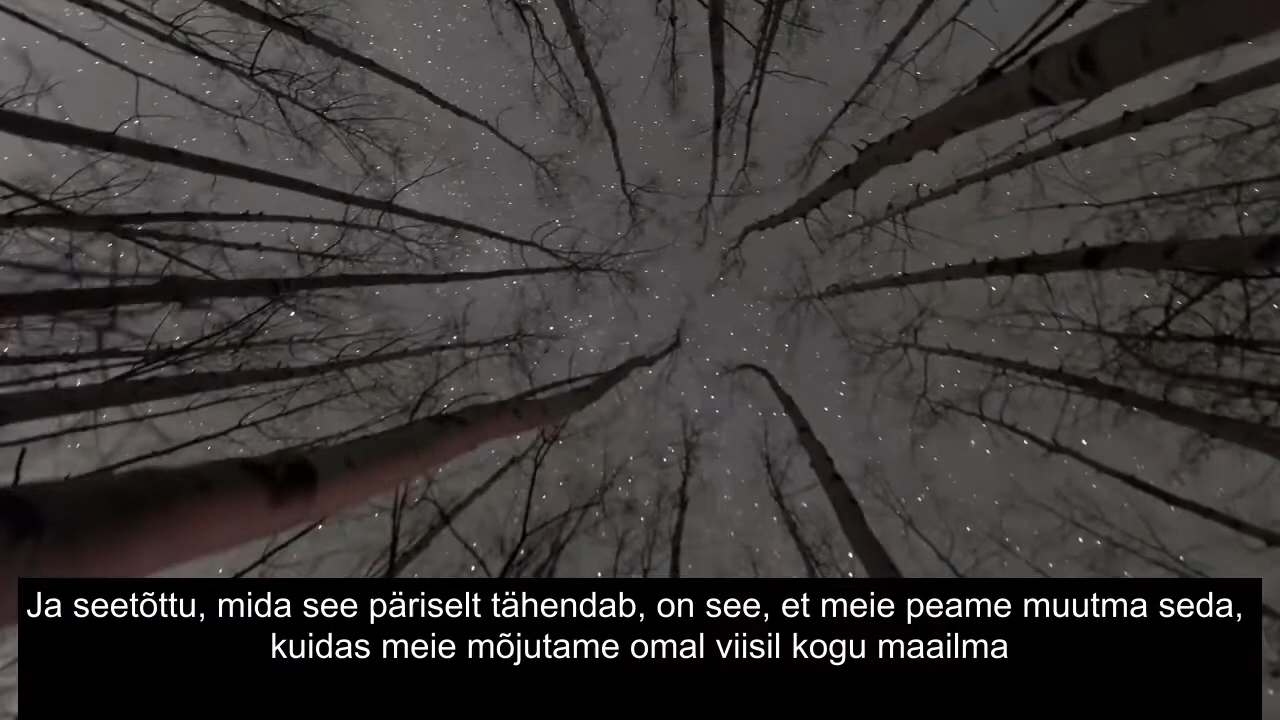 Ja seetõttu, mida see päriselt tähendab, on see, et meie peame muutma seda,
kuidas meie mõjutame omal viisil kogu maailma